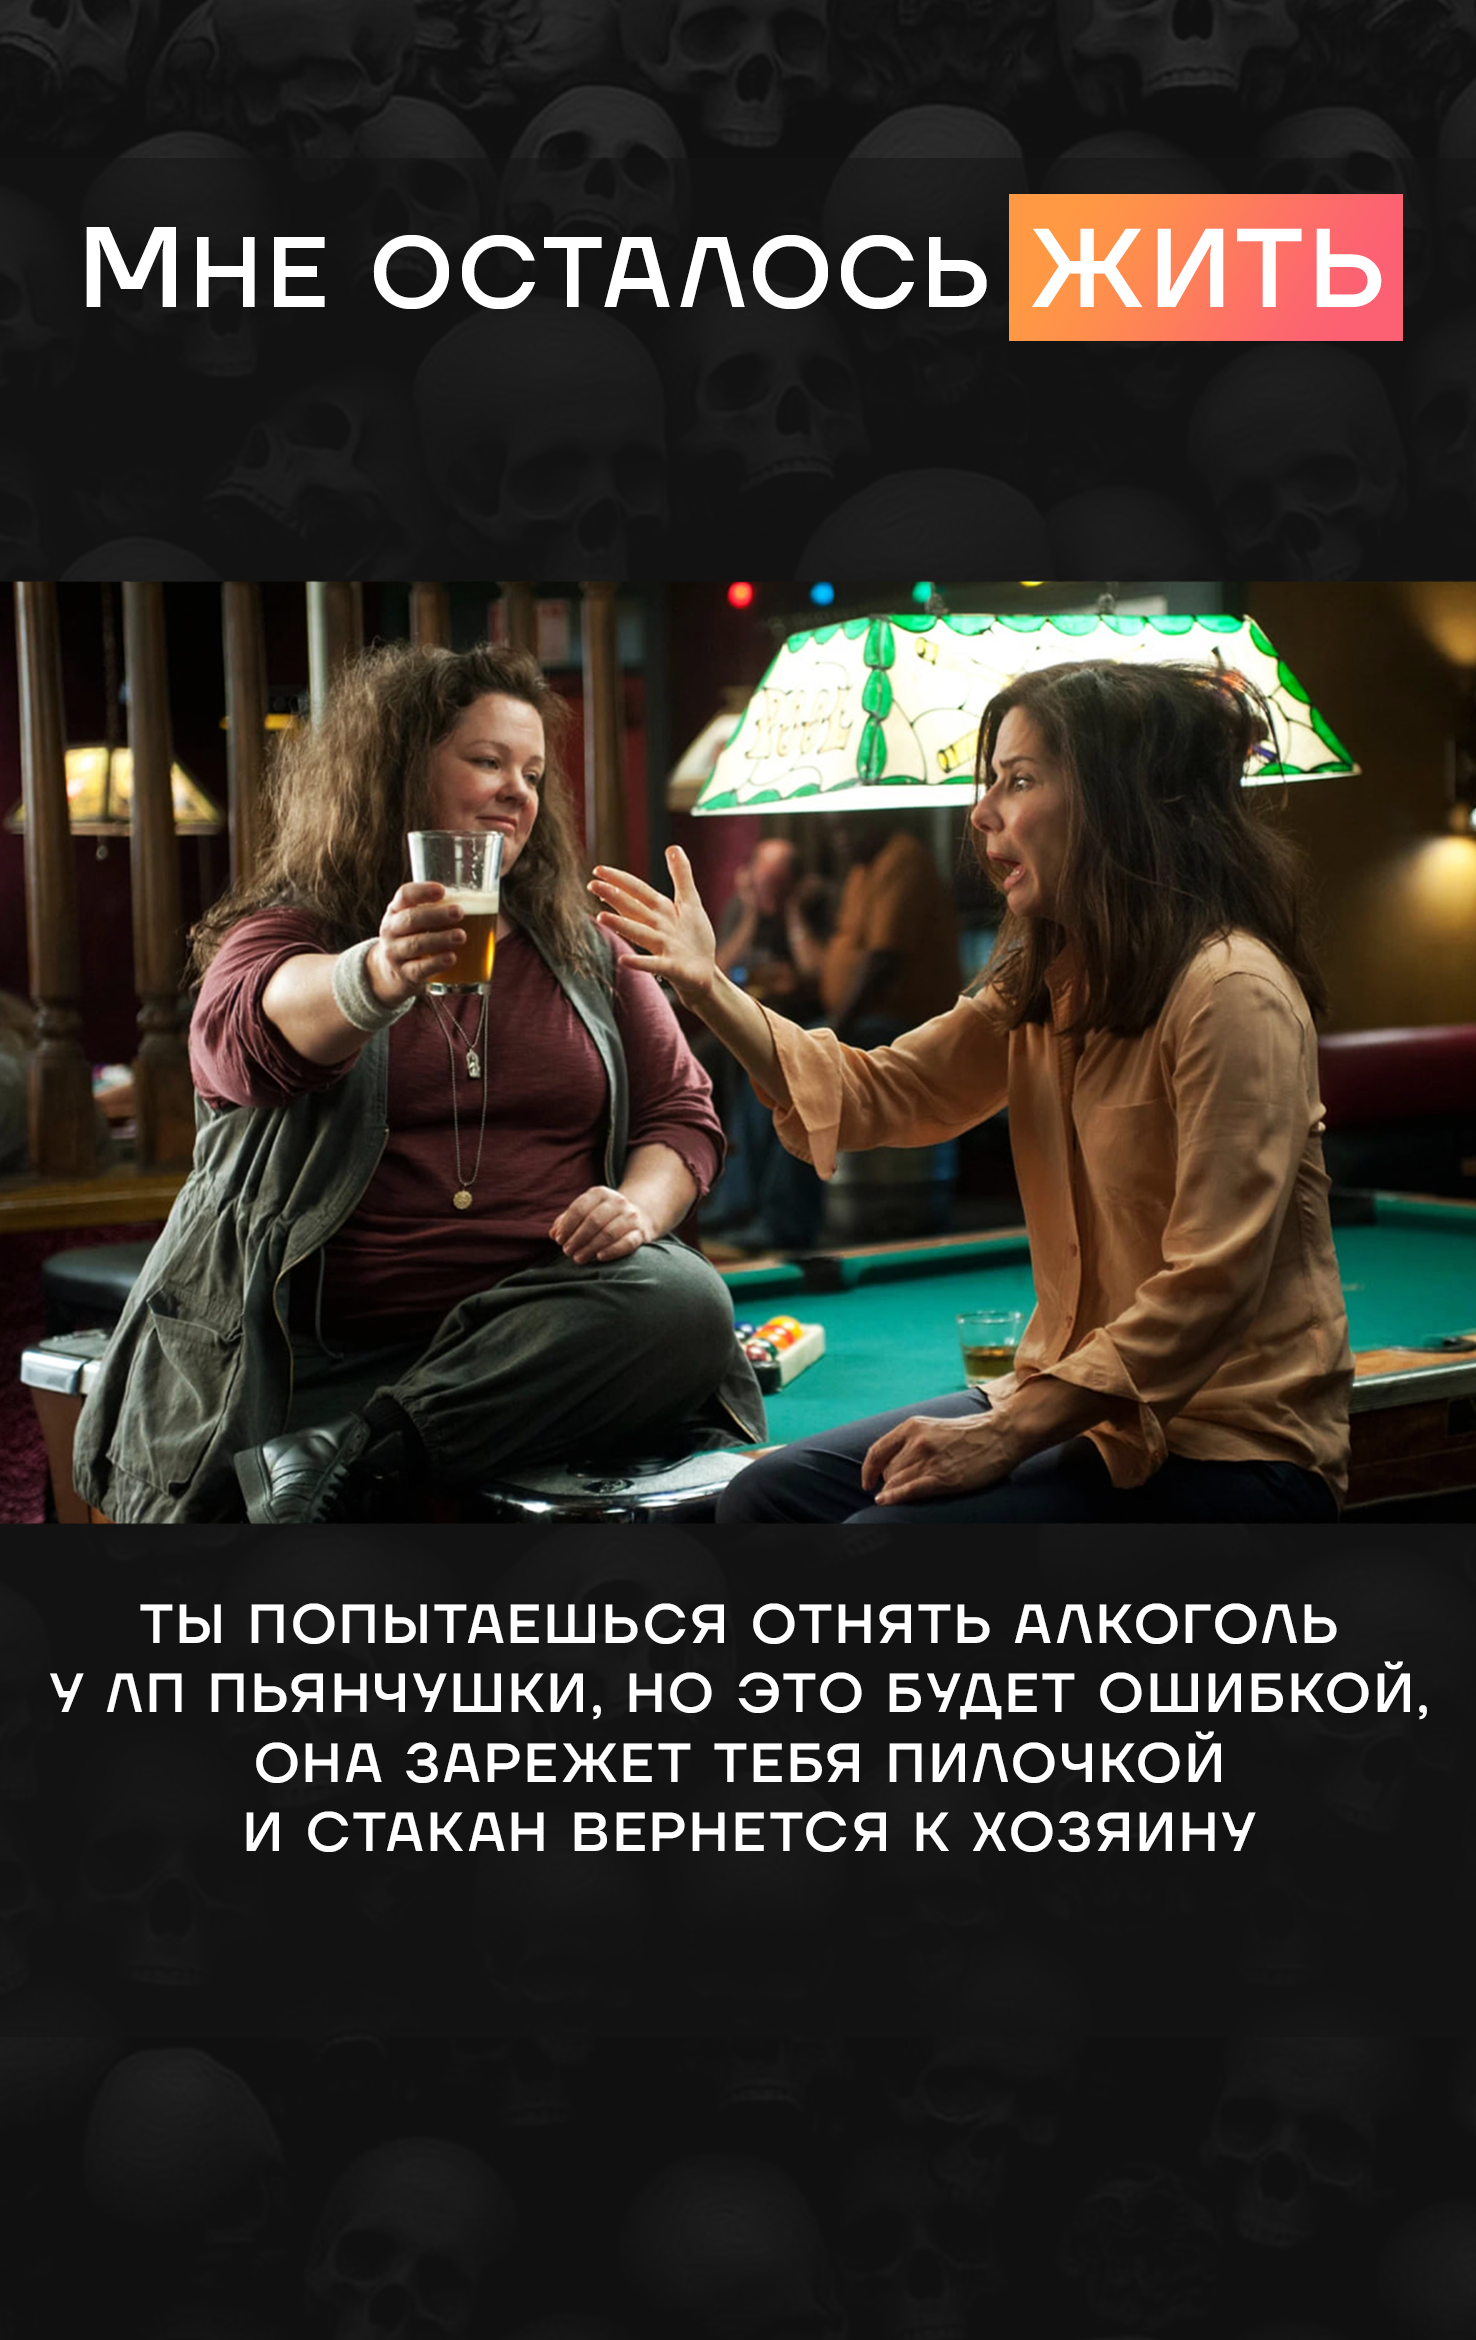 Мне осталось жить
POOL
ты попытаешься отнять алкоголь
у лп пьянчушки, но это будет ошибкой,
она зарежет тебя пилочкой
и стакан вернется к хозяину